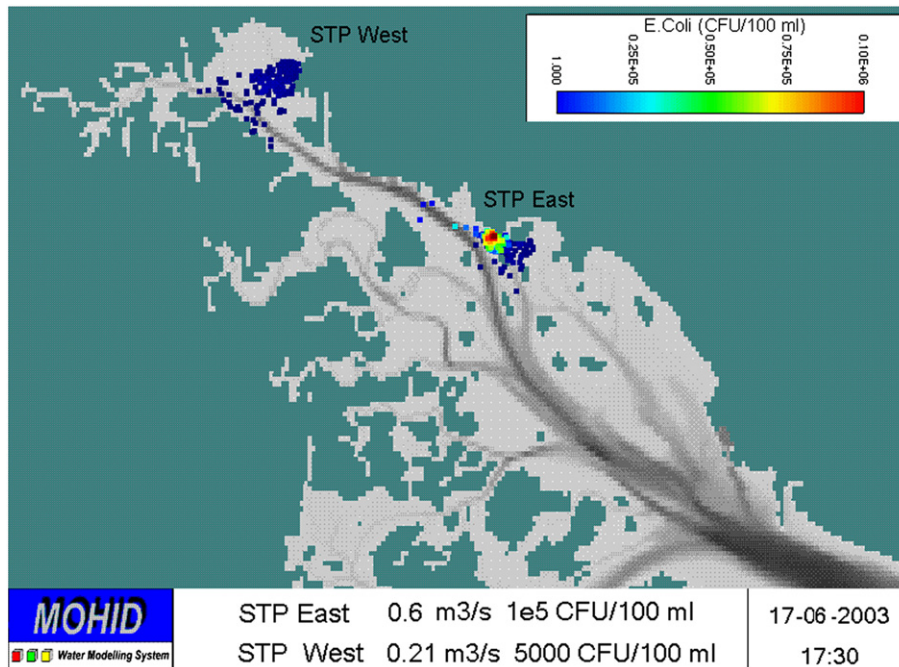 STP West
E.Coli (CFU/100 ml)
1.000 0.25E+05 0.50E+05 0.75E+05 0.10E+06
STP East
MOHID
Water Modelling System
STP East 0.6 m3/s 1e5 CFU/100 ml
STP West 0.21 m3/s 5000 CFU/100 ml
17-06-2003
17:30